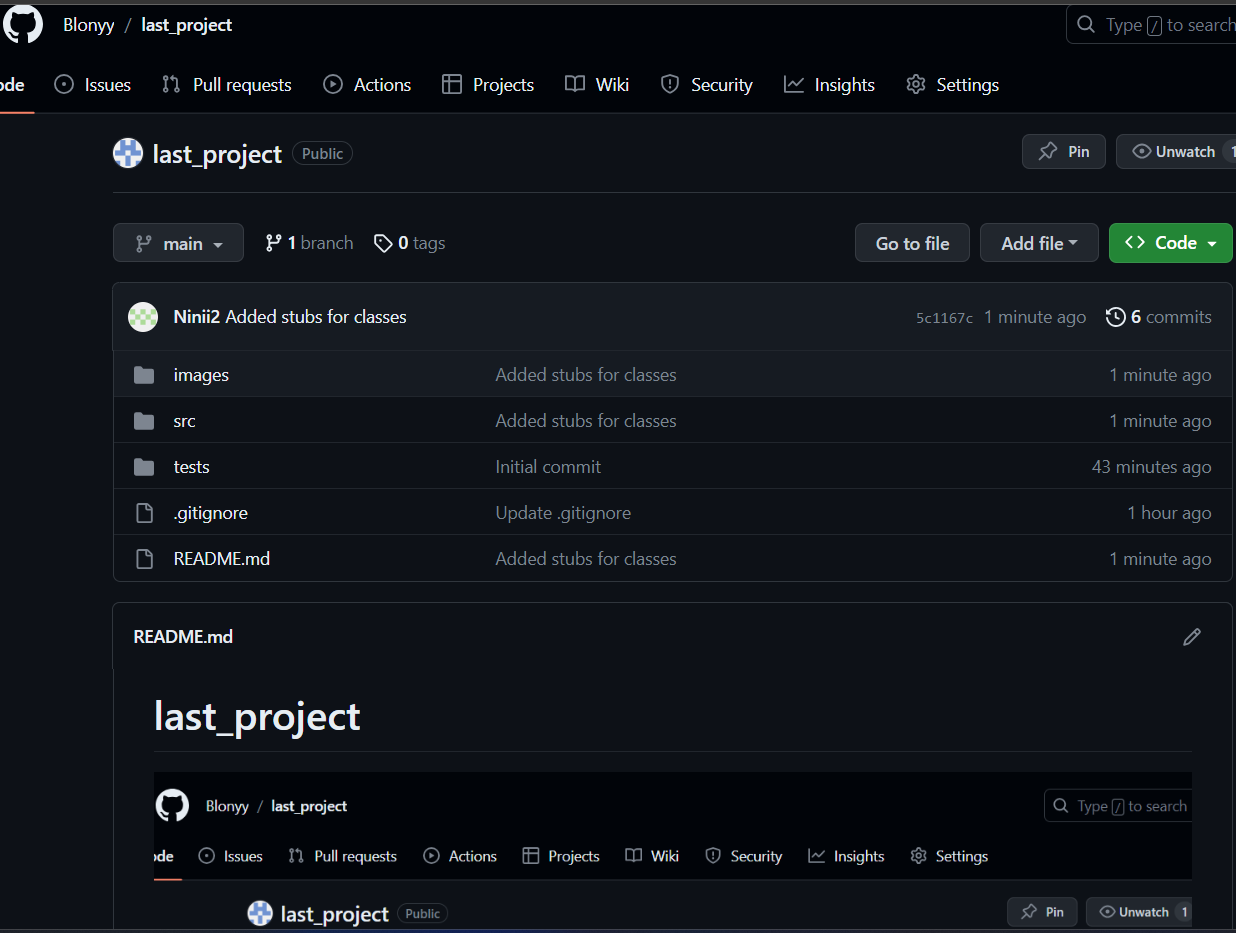 Blonyy / last_project Type / to search
ode Issues Pull requests Actions Projects Wiki Security Insights Settings
last_project Public Pin Unwatch 1
main 1 branch 0 tags Go to file Add file Code
Ninii2 Added stubs for classes 5c1167c 1 minute ago 6 commits
images Added stubs for classes 1 minute ago
src Added stubs for classes 1 minute ago
tests Initial commit 43 minutes ago
.gitignore Update .gitignore 1 hour ago
README.md Added stubs for classes 1 minute ago
README.md
last_project
Blonyy / last_project Type / to search
ode Issues Pull requests Actions Projects Wiki Security Insights Settings
last_project Public Pin Unwatch 1